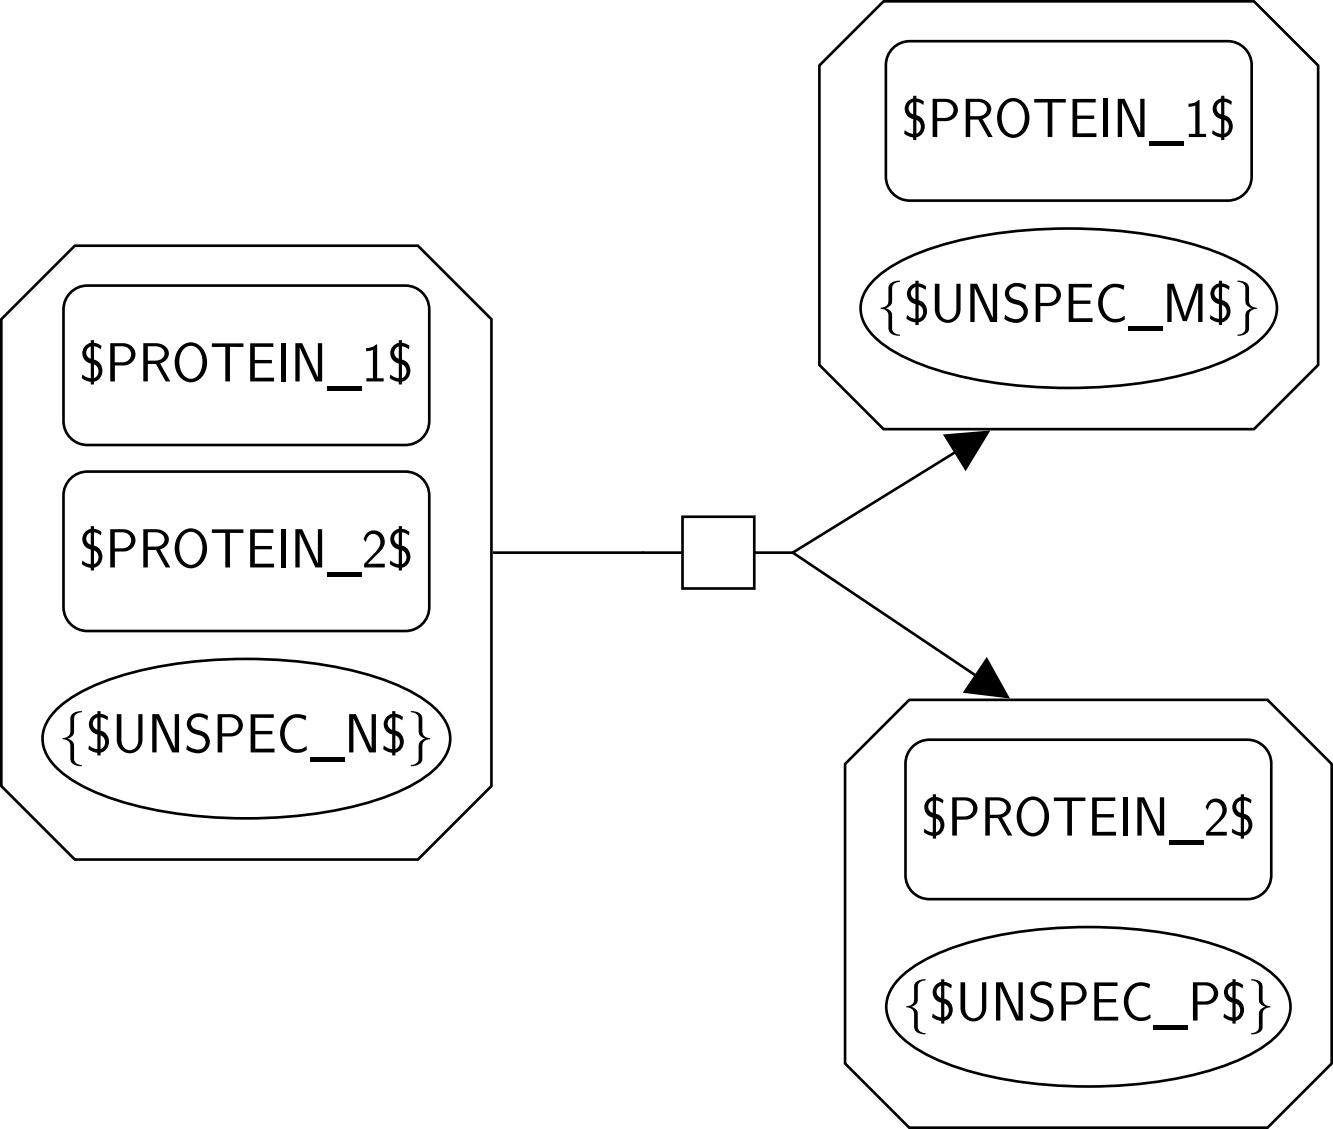 $PROTEIN_1$
{$UNSPEC_M$}
$PROTEIN_1$
$PROTEIN_2$
{$UNSPEC_N$}
$PROTEIN_2$
{$UNSPEC_P$}